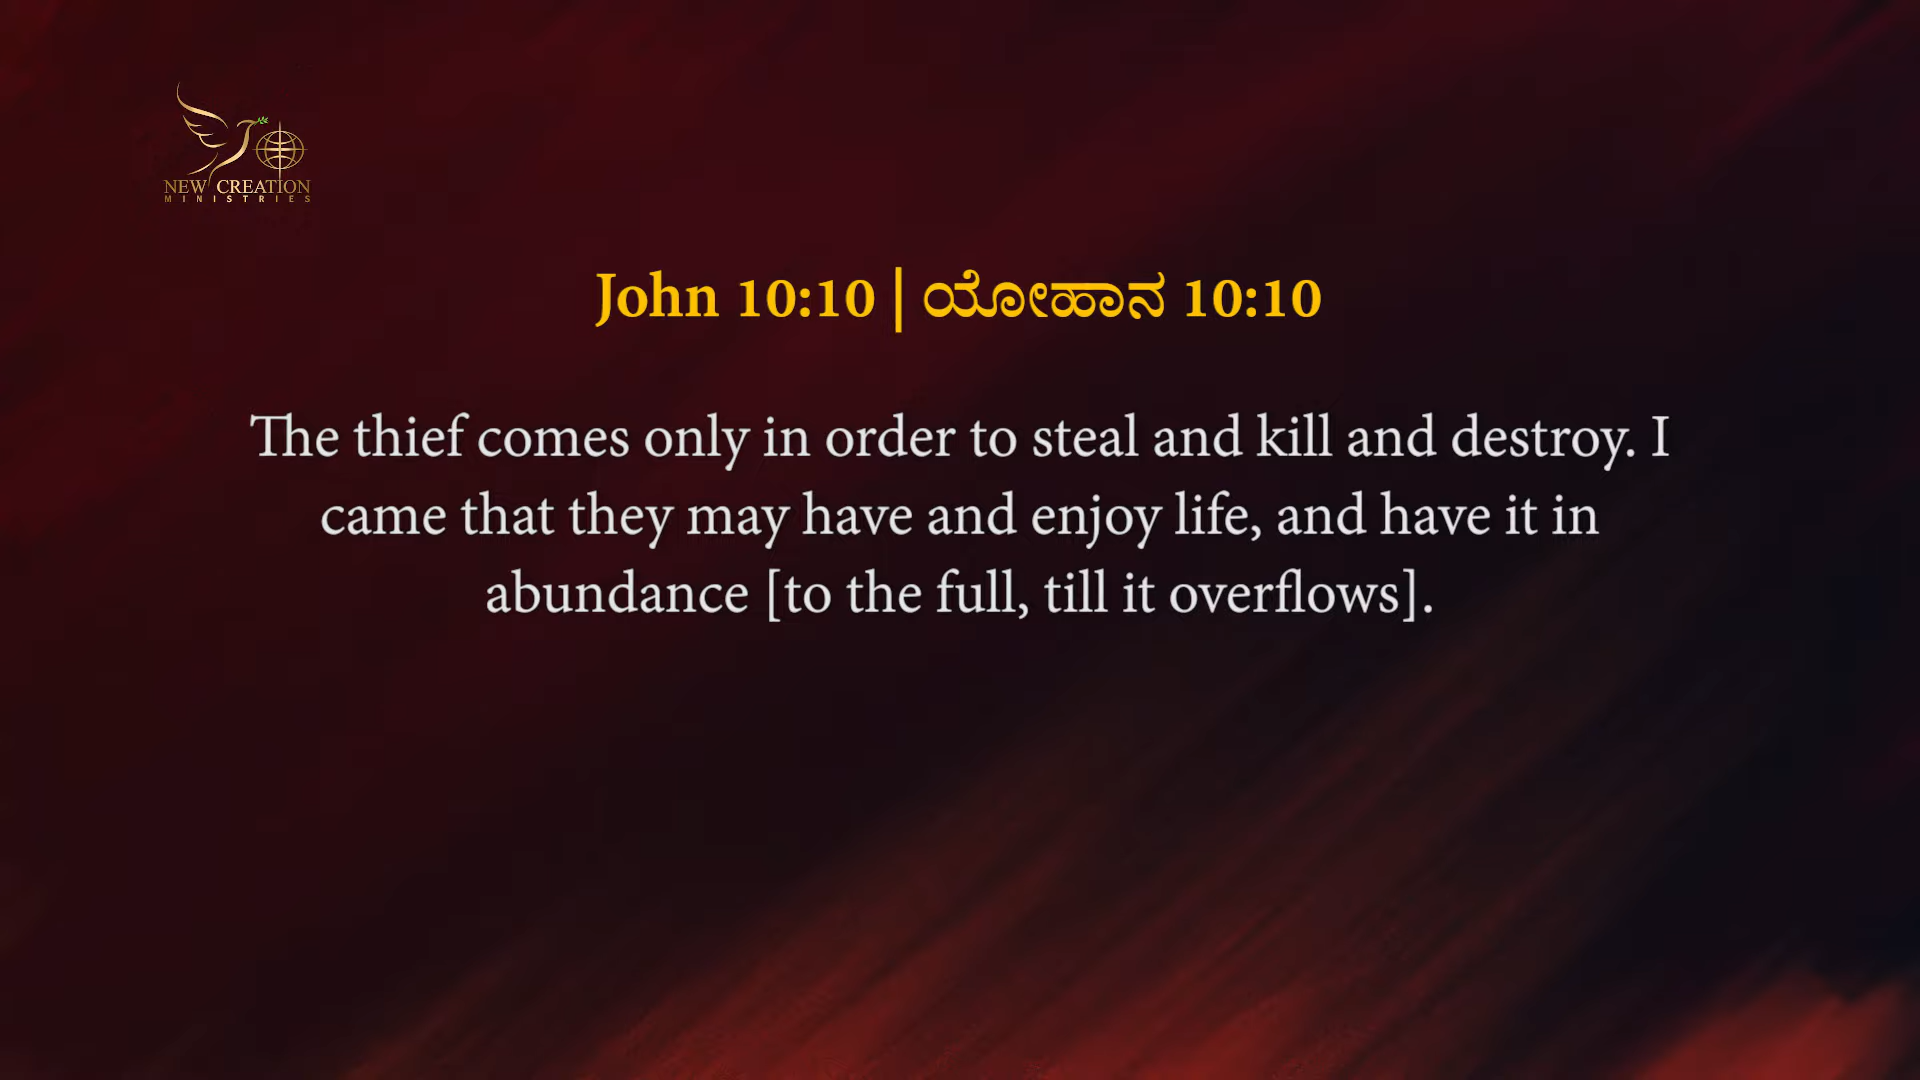 NEW CREATION
MINISTRIES
John 10:10 | ಯೋಹಾನ 10:10
The thief comes only in order to steal and kill and destroy. I
came that they may have and enjoy life, and have it in
abundance [to the full, till it overflows].